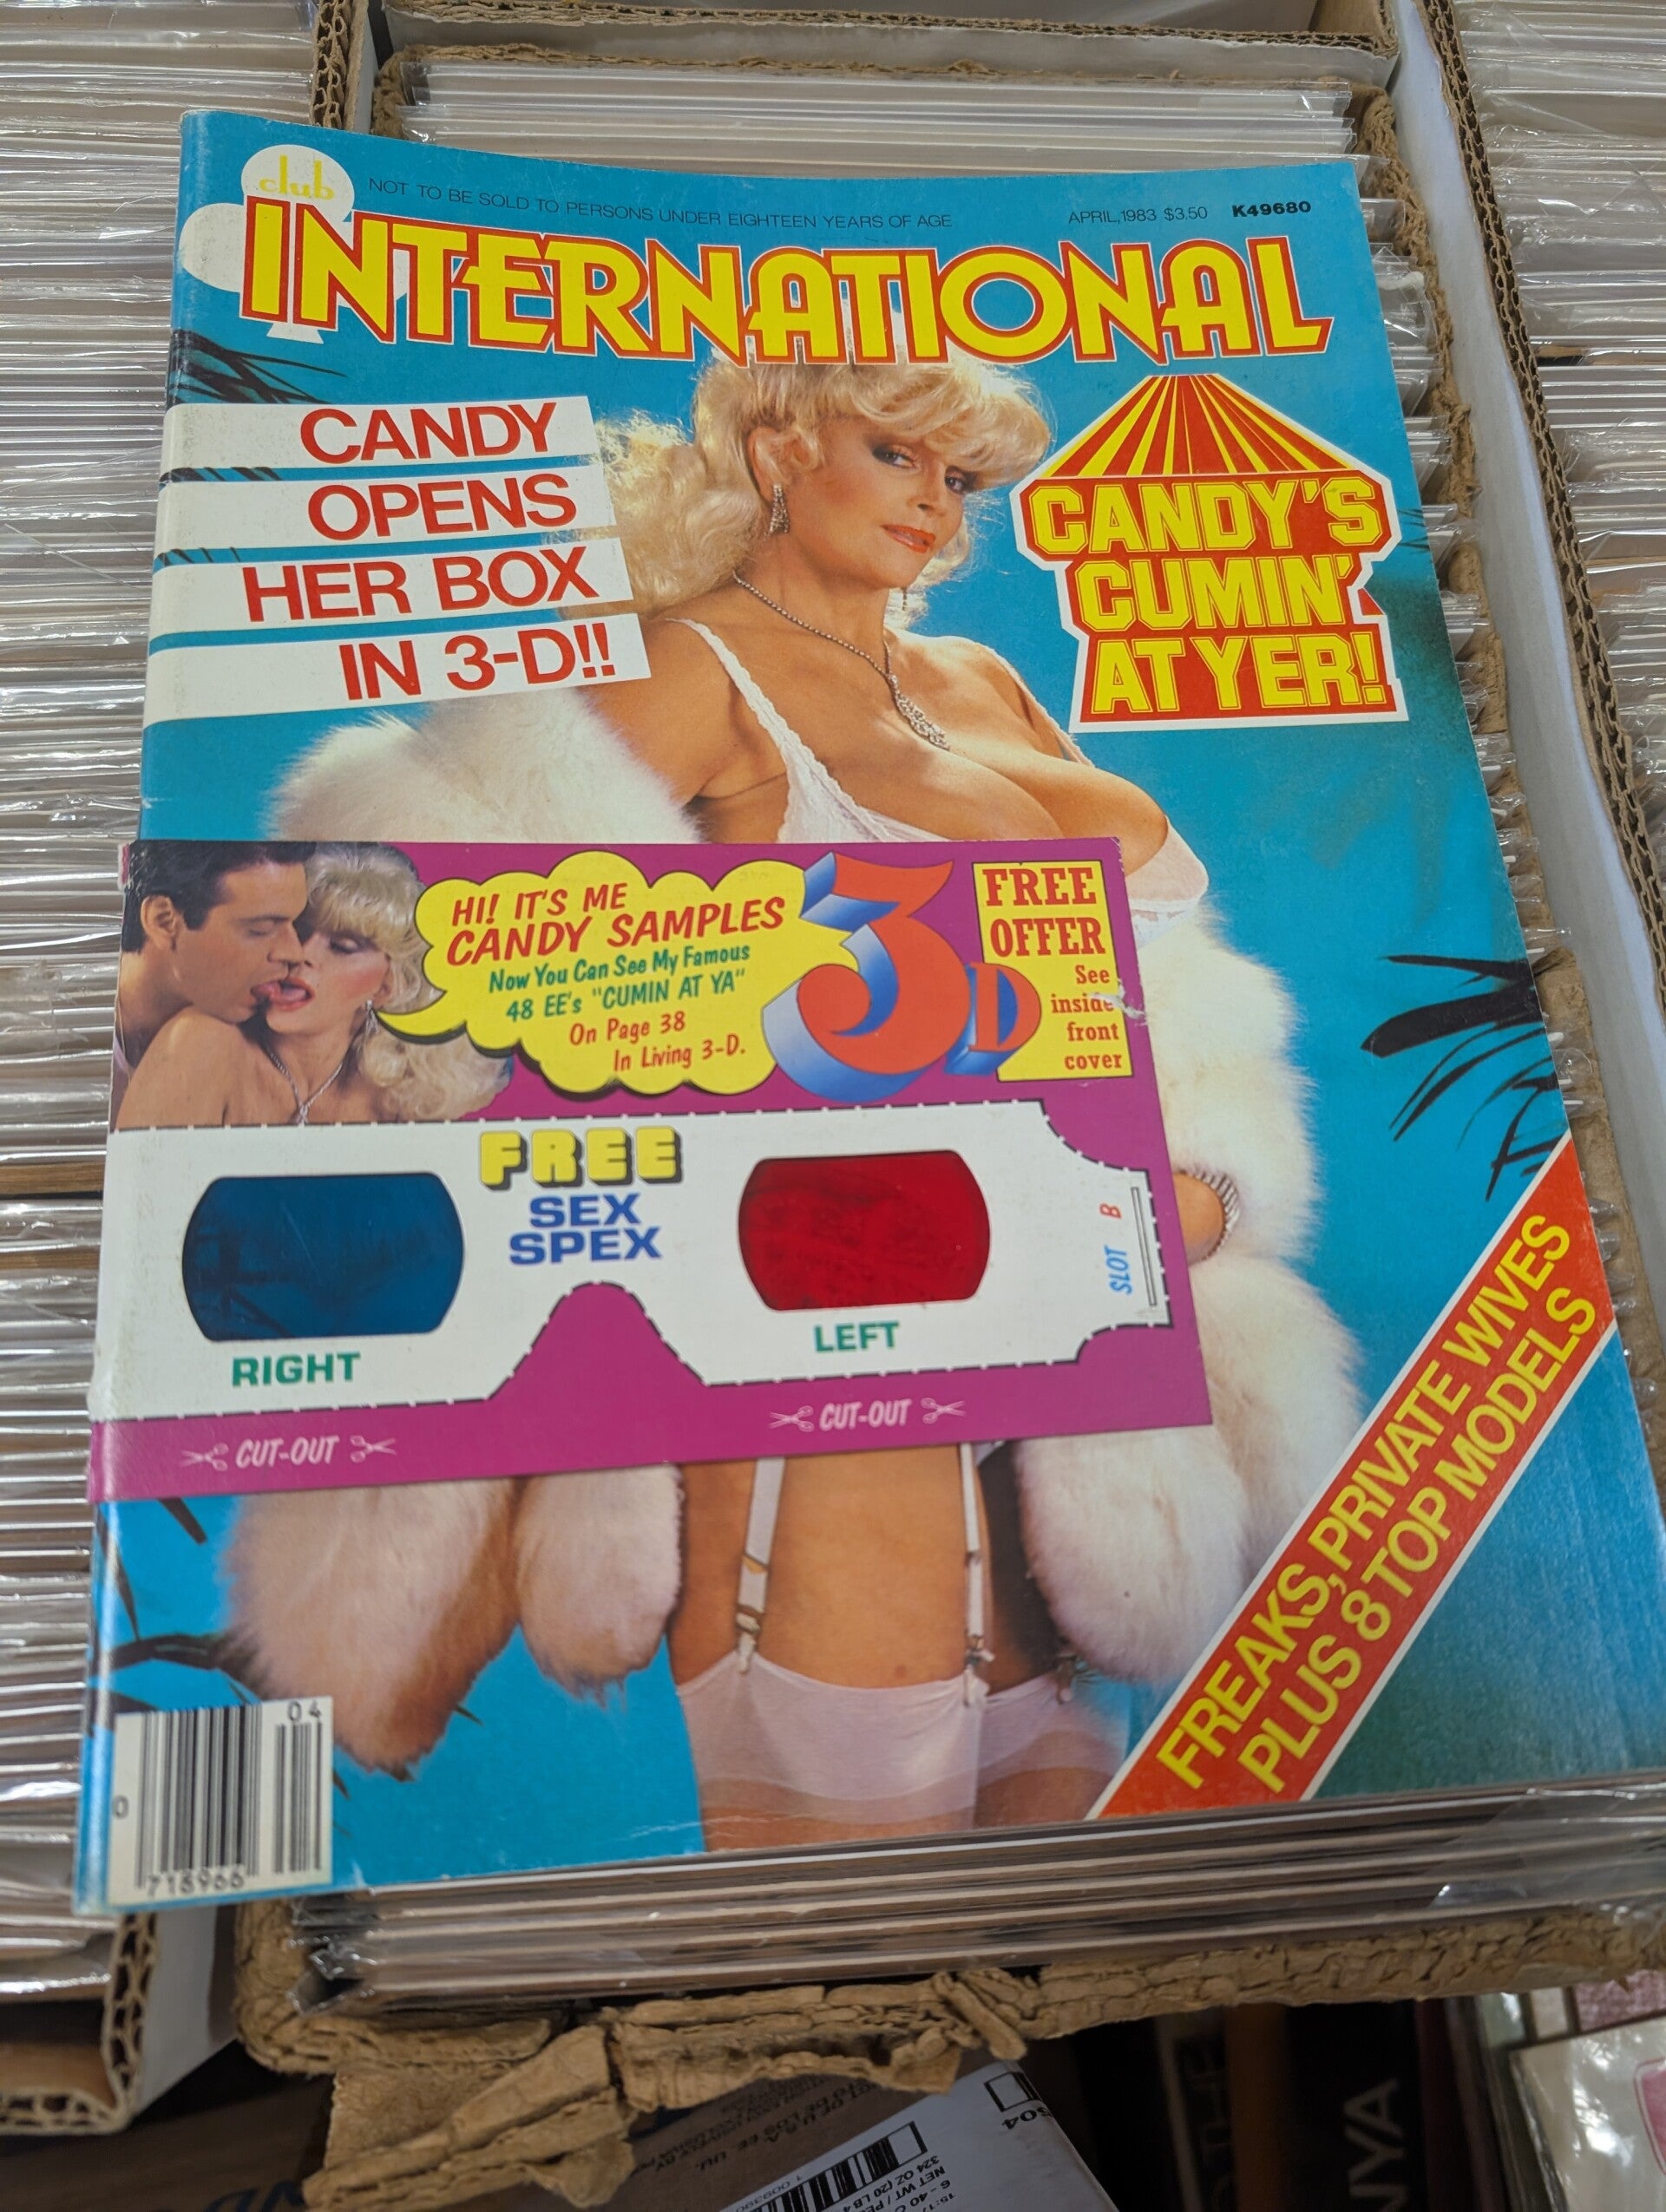 club
NOT TO BE SOLD TO PERSONS UNDER EIGHTEEN YEARS OF AGE
APRIL, 1983 $3.50 K49680
INTERNATIONAL
CANDY
OPENS
HER BOX
IN 3-D!!
CANDY'S
CUMIN'
AT YER!
HI! IT'S ME
CANDY SAMPLES
Now You Can See My Famous
48 EE's "CUMIN AT YA"
On Page 38
In Living 3-D.
3D
FREE
OFFER
See
inside
front
cover
FREE
SEX
SPEX
RIGHT
LEFT
SLOT B
CUT-OUT
CUT-OUT
FREAKS, PRIVATE WIVES
PLUS 8 TOP MODELS
04
0
715966
NYA